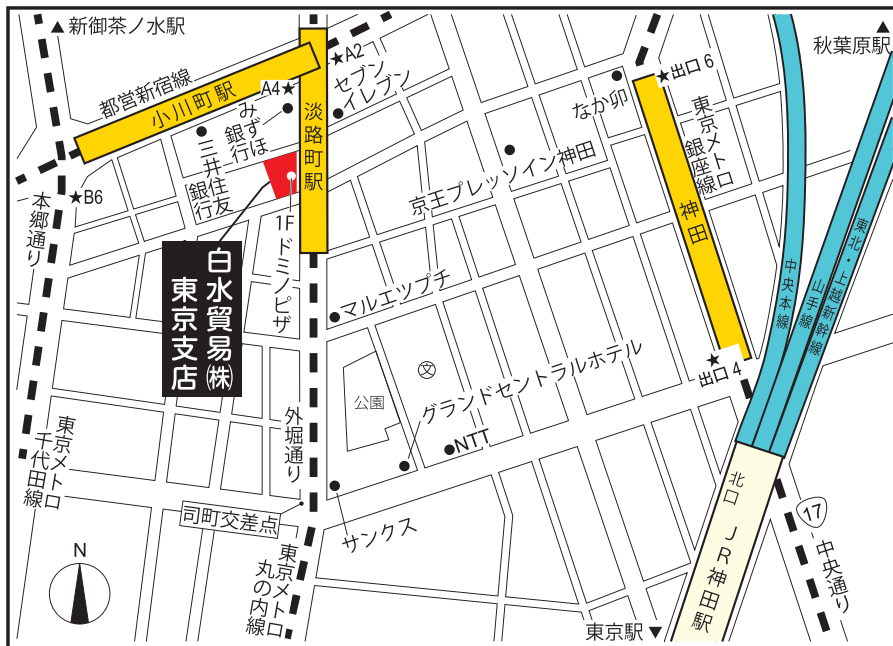 ▲新御茶ノ水駅
秋葉原駅
▲
★A2
都営新宿線
小川町駅
A4★
セブン
イレブン
みずほ
銀行
淡路町駅
三井住友
銀行
★B6
本郷通り
1F ドミノピザ
白水貿易㈱
東京支店
なか卯
★出口6
東京メトロ
銀座線
京王プレッソイン神田
神田
中央本線
山手線
東北・上越新幹線
マルエツプチ
文
公園
グランドセントラルホテル
★
出口4
NTT
外堀通り
東京メトロ
千代田線
司町交差点
サンクス
東京メトロ
丸の内線
N
北口
JR神田駅
17
中央通り
東京駅▼